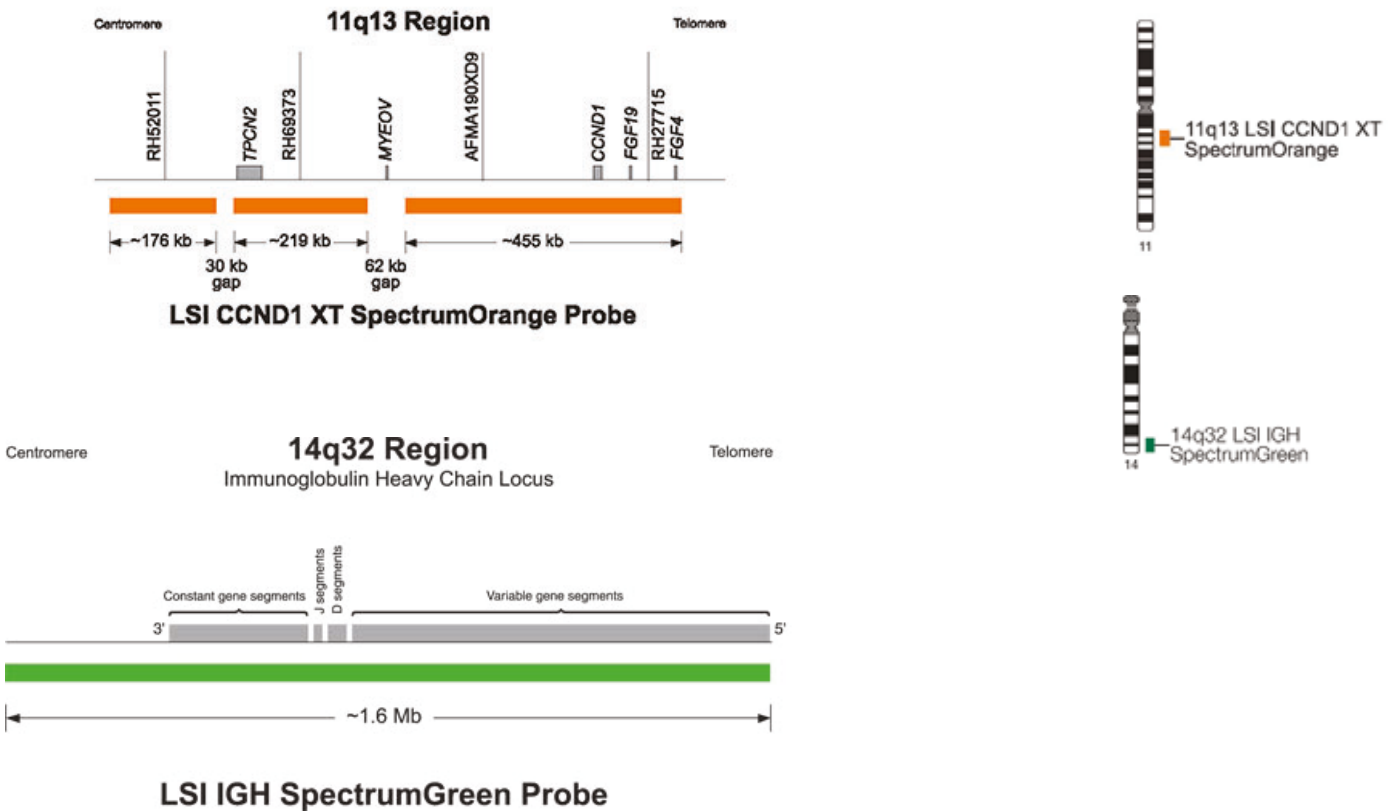 Centromere
11q13 Region
Telomere
RH52011
TPCN2
RH69373
MYEOV
AFMA190XD9
CCND1
FGF19
RH27715
FGF4
~176 kb
~219 kb
~455 kb
30 kb
gap
62 kb
gap
LSI CCND1 XT SpectrumOrange Probe
11q13 LSI CCND1 XT
SpectrumOrange
11
14q32 LSI IGH
SpectrumGreen
14
Centromere
14q32 Region
Telomere
Immunoglobulin Heavy Chain Locus
Constant gene segments
J segments
D segments
Variable gene segments
3'
5'
~1.6 Mb
LSI IGH SpectrumGreen Probe